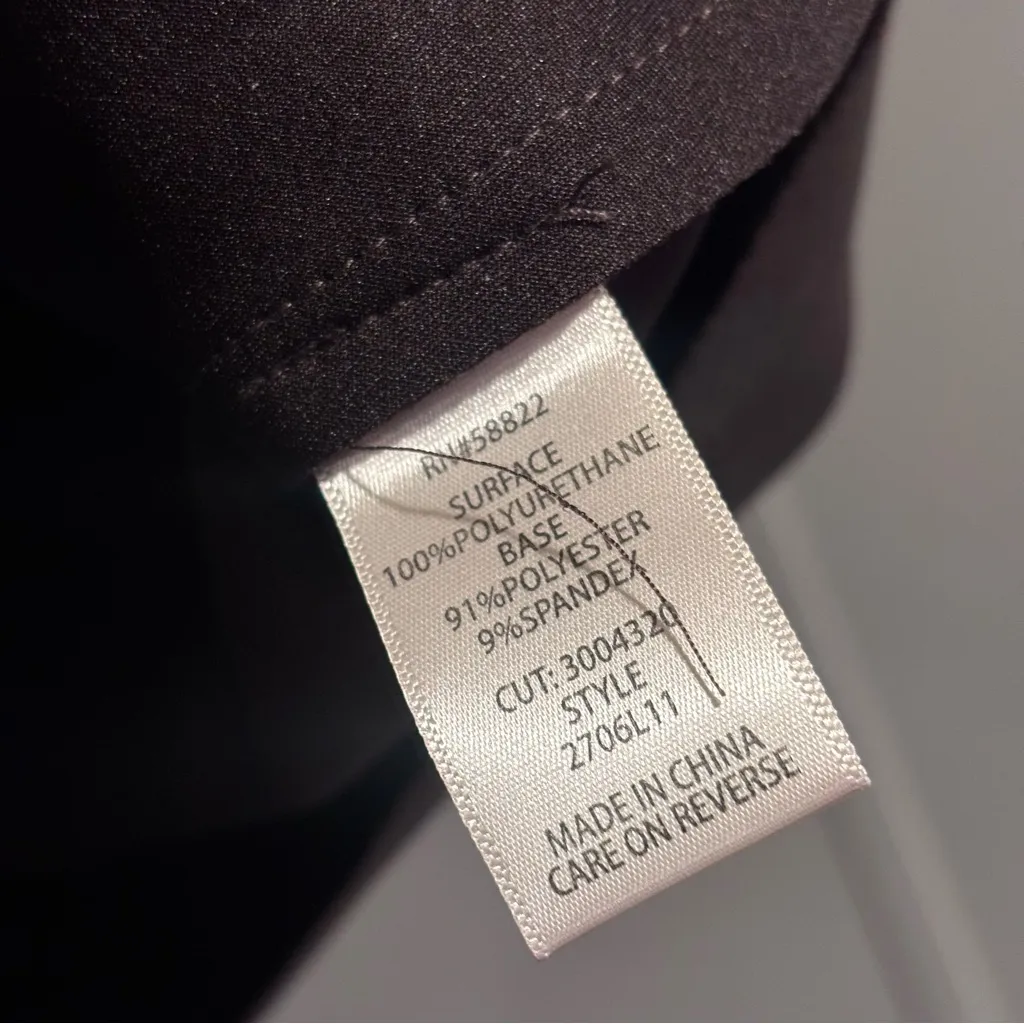 RN#58822
SURFACE
100%POLYURETHANE
BASE
91%POLYESTER
9%SPANDEX
CUT: 3004320
STYLE
2706L11
MADE IN CHINA
CARE ON REVERSE